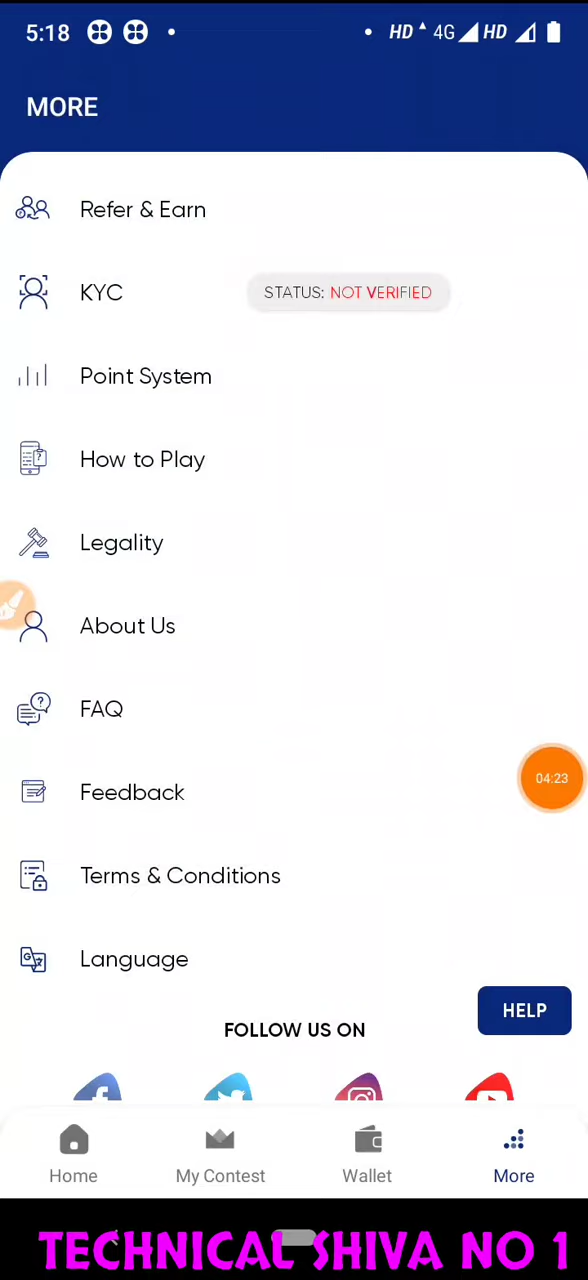 5:18 HD 4G HD
MORE
Refer & Earn
KYC STATUS: NOT VERIFIED
Point System
How to Play
Legality
About Us
FAQ
04:23
Feedback
Terms & Conditions
Language
HELP
FOLLOW US ON
Home My Contest Wallet More
TECHNICAL SHIVA NO 1